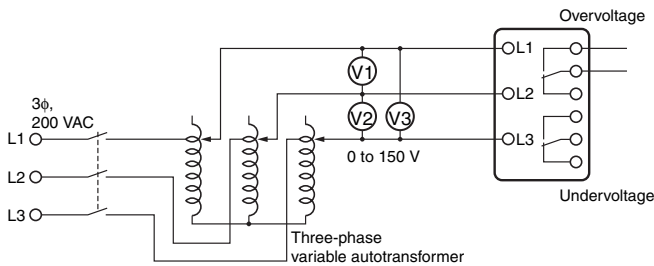 Overvoltage
L1
V1
3ϕ,
200 VAC
L2
V2 V3
L1
L3
0 to 150 V
L2
Undervoltage
L3
Three-phase
variable autotransformer